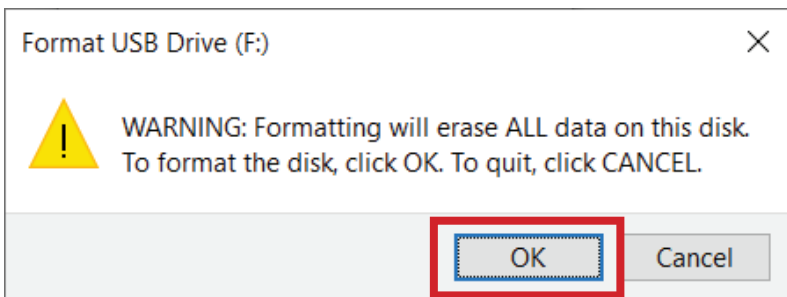 Format USB Drive (F:)
WARNING: Formatting will erase ALL data on this disk.
To format the disk, click OK. To quit, click CANCEL.
OK
Cancel